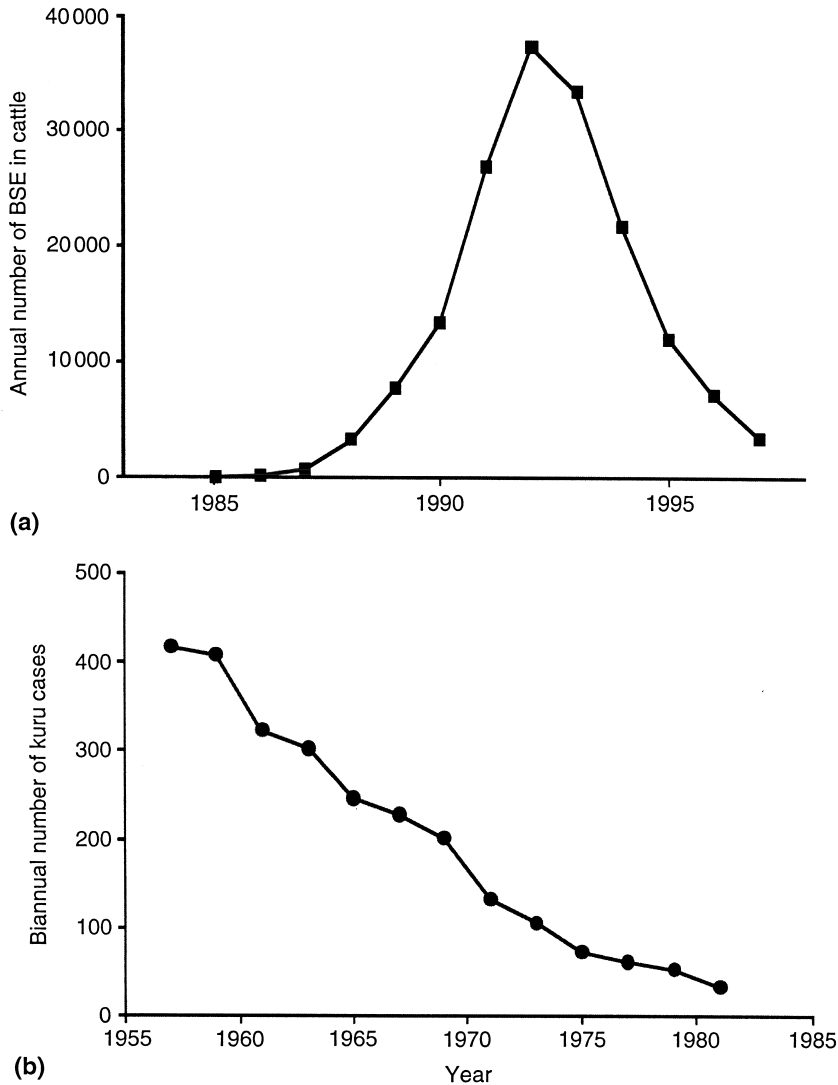 Annual number of BSE in cattle
40 000
30 000
20 000
10 000
0
1985 1990 1995
(a)
Biannual number of kuru cases
500
400
300
200
100
0
1955 1960 1965 1970 1975 1980 1985
Year
(b)